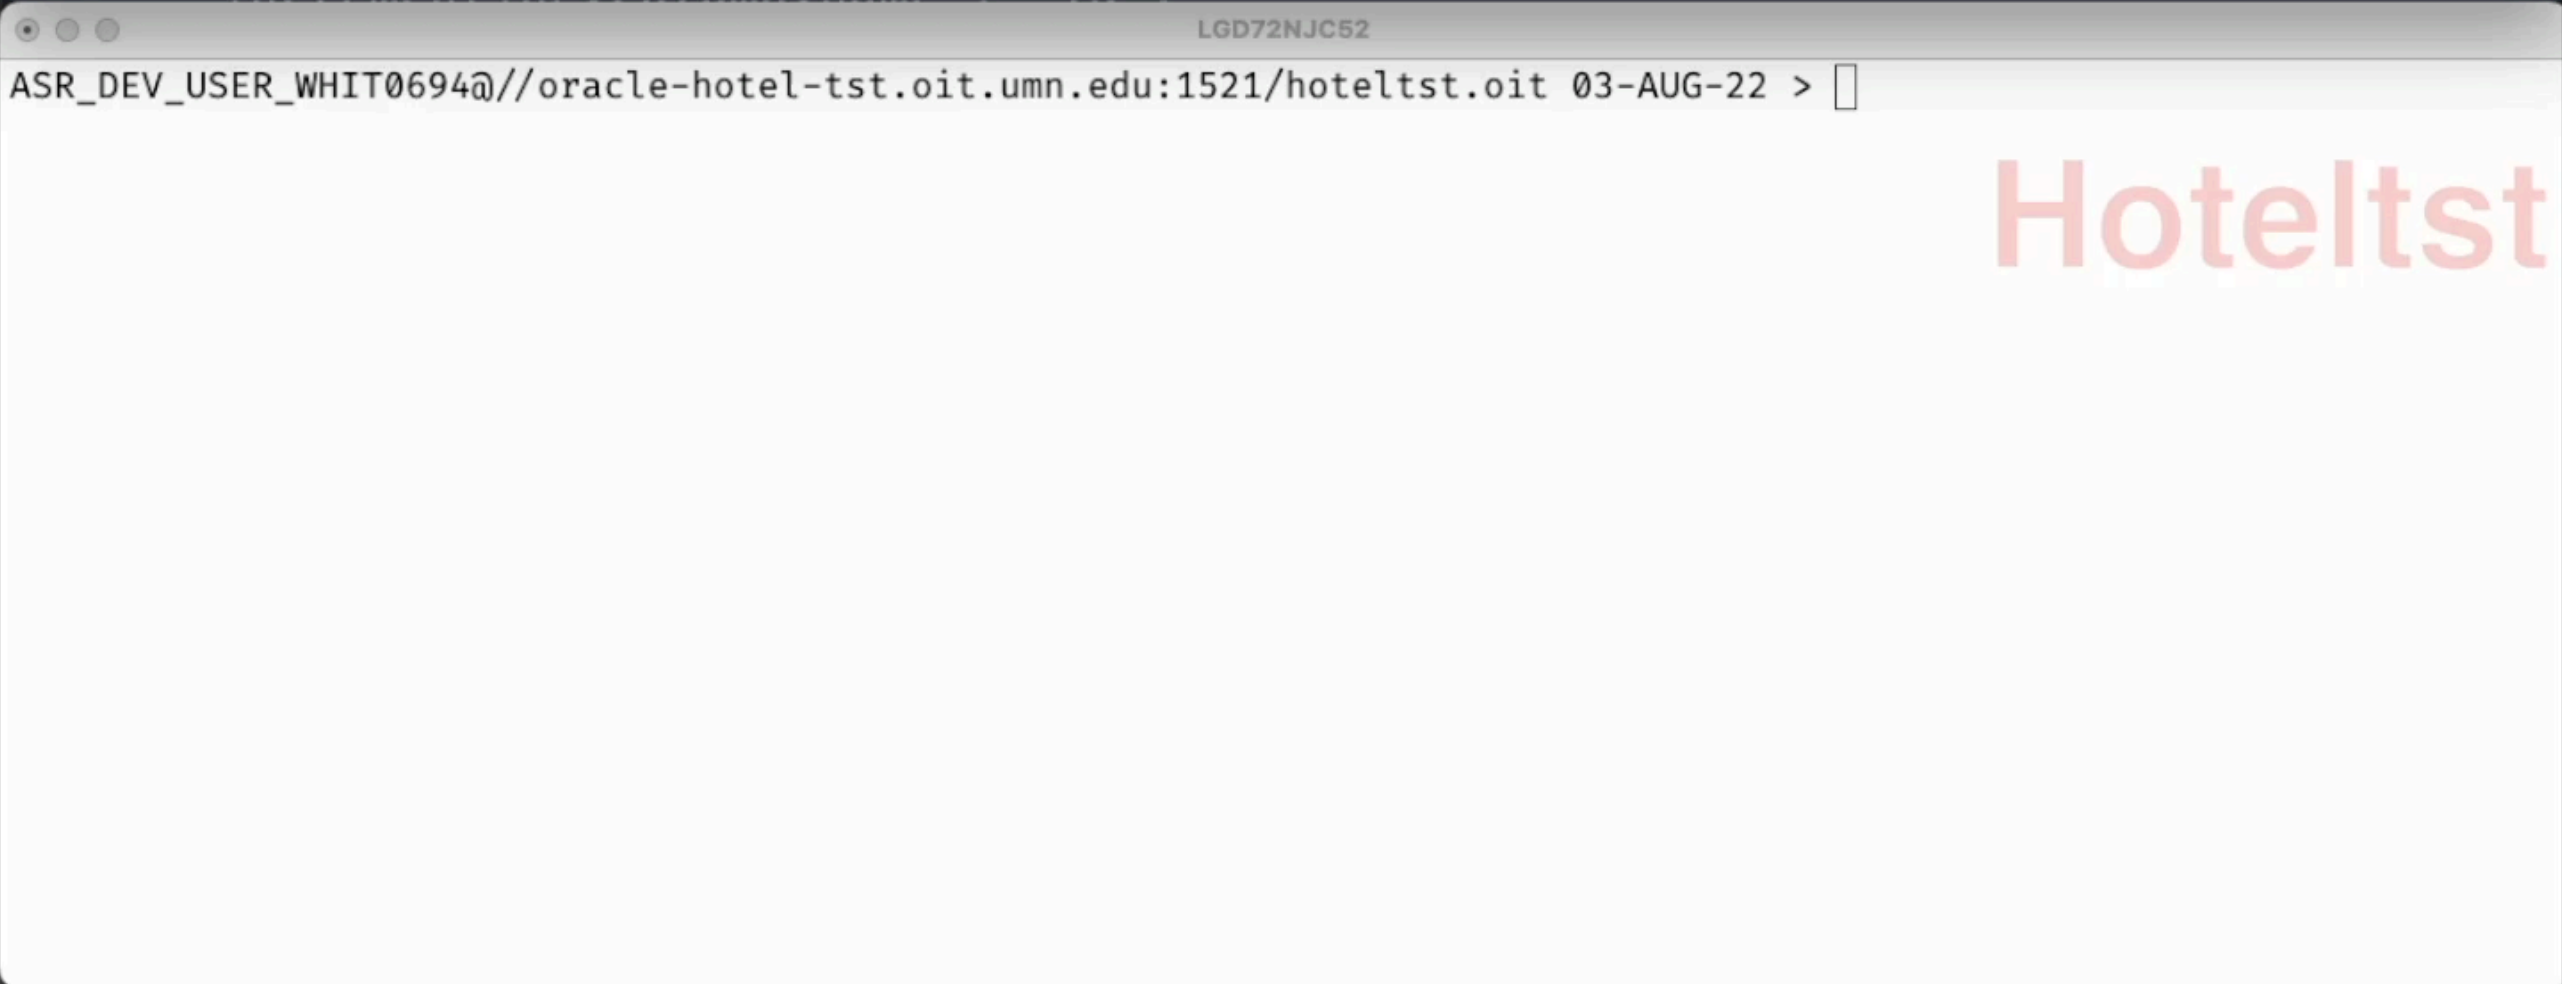 LGD72NJC52
ASR_DEV_USER_WHIT0694@//oracle-hotel-tst.oit.umn.edu:1521/hoteltst.oit 03-AUG-22 >
Hoteltst